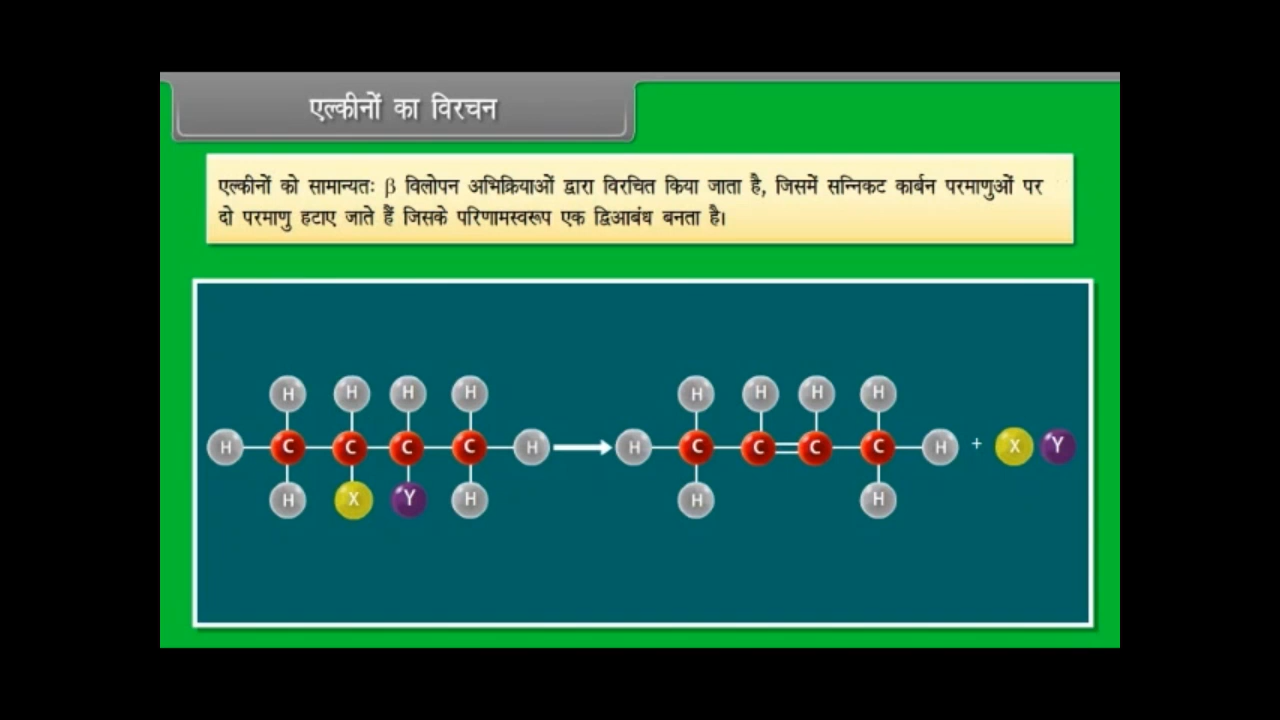 एल्कीनों का विरचन
एल्कीनों को सामान्यतः β विलोपन अभिक्रियाओं द्वारा विरचित किया जाता है, जिसमें सन्निकट कार्बन परमाणुओं पर
दो परमाणु हटाए जाते हैं जिसके परिणामस्वरूप एक द्विआबंध बनता है।
H H H H H H H H
H C C C C H H C C C C H + X Y
H X Y H H H